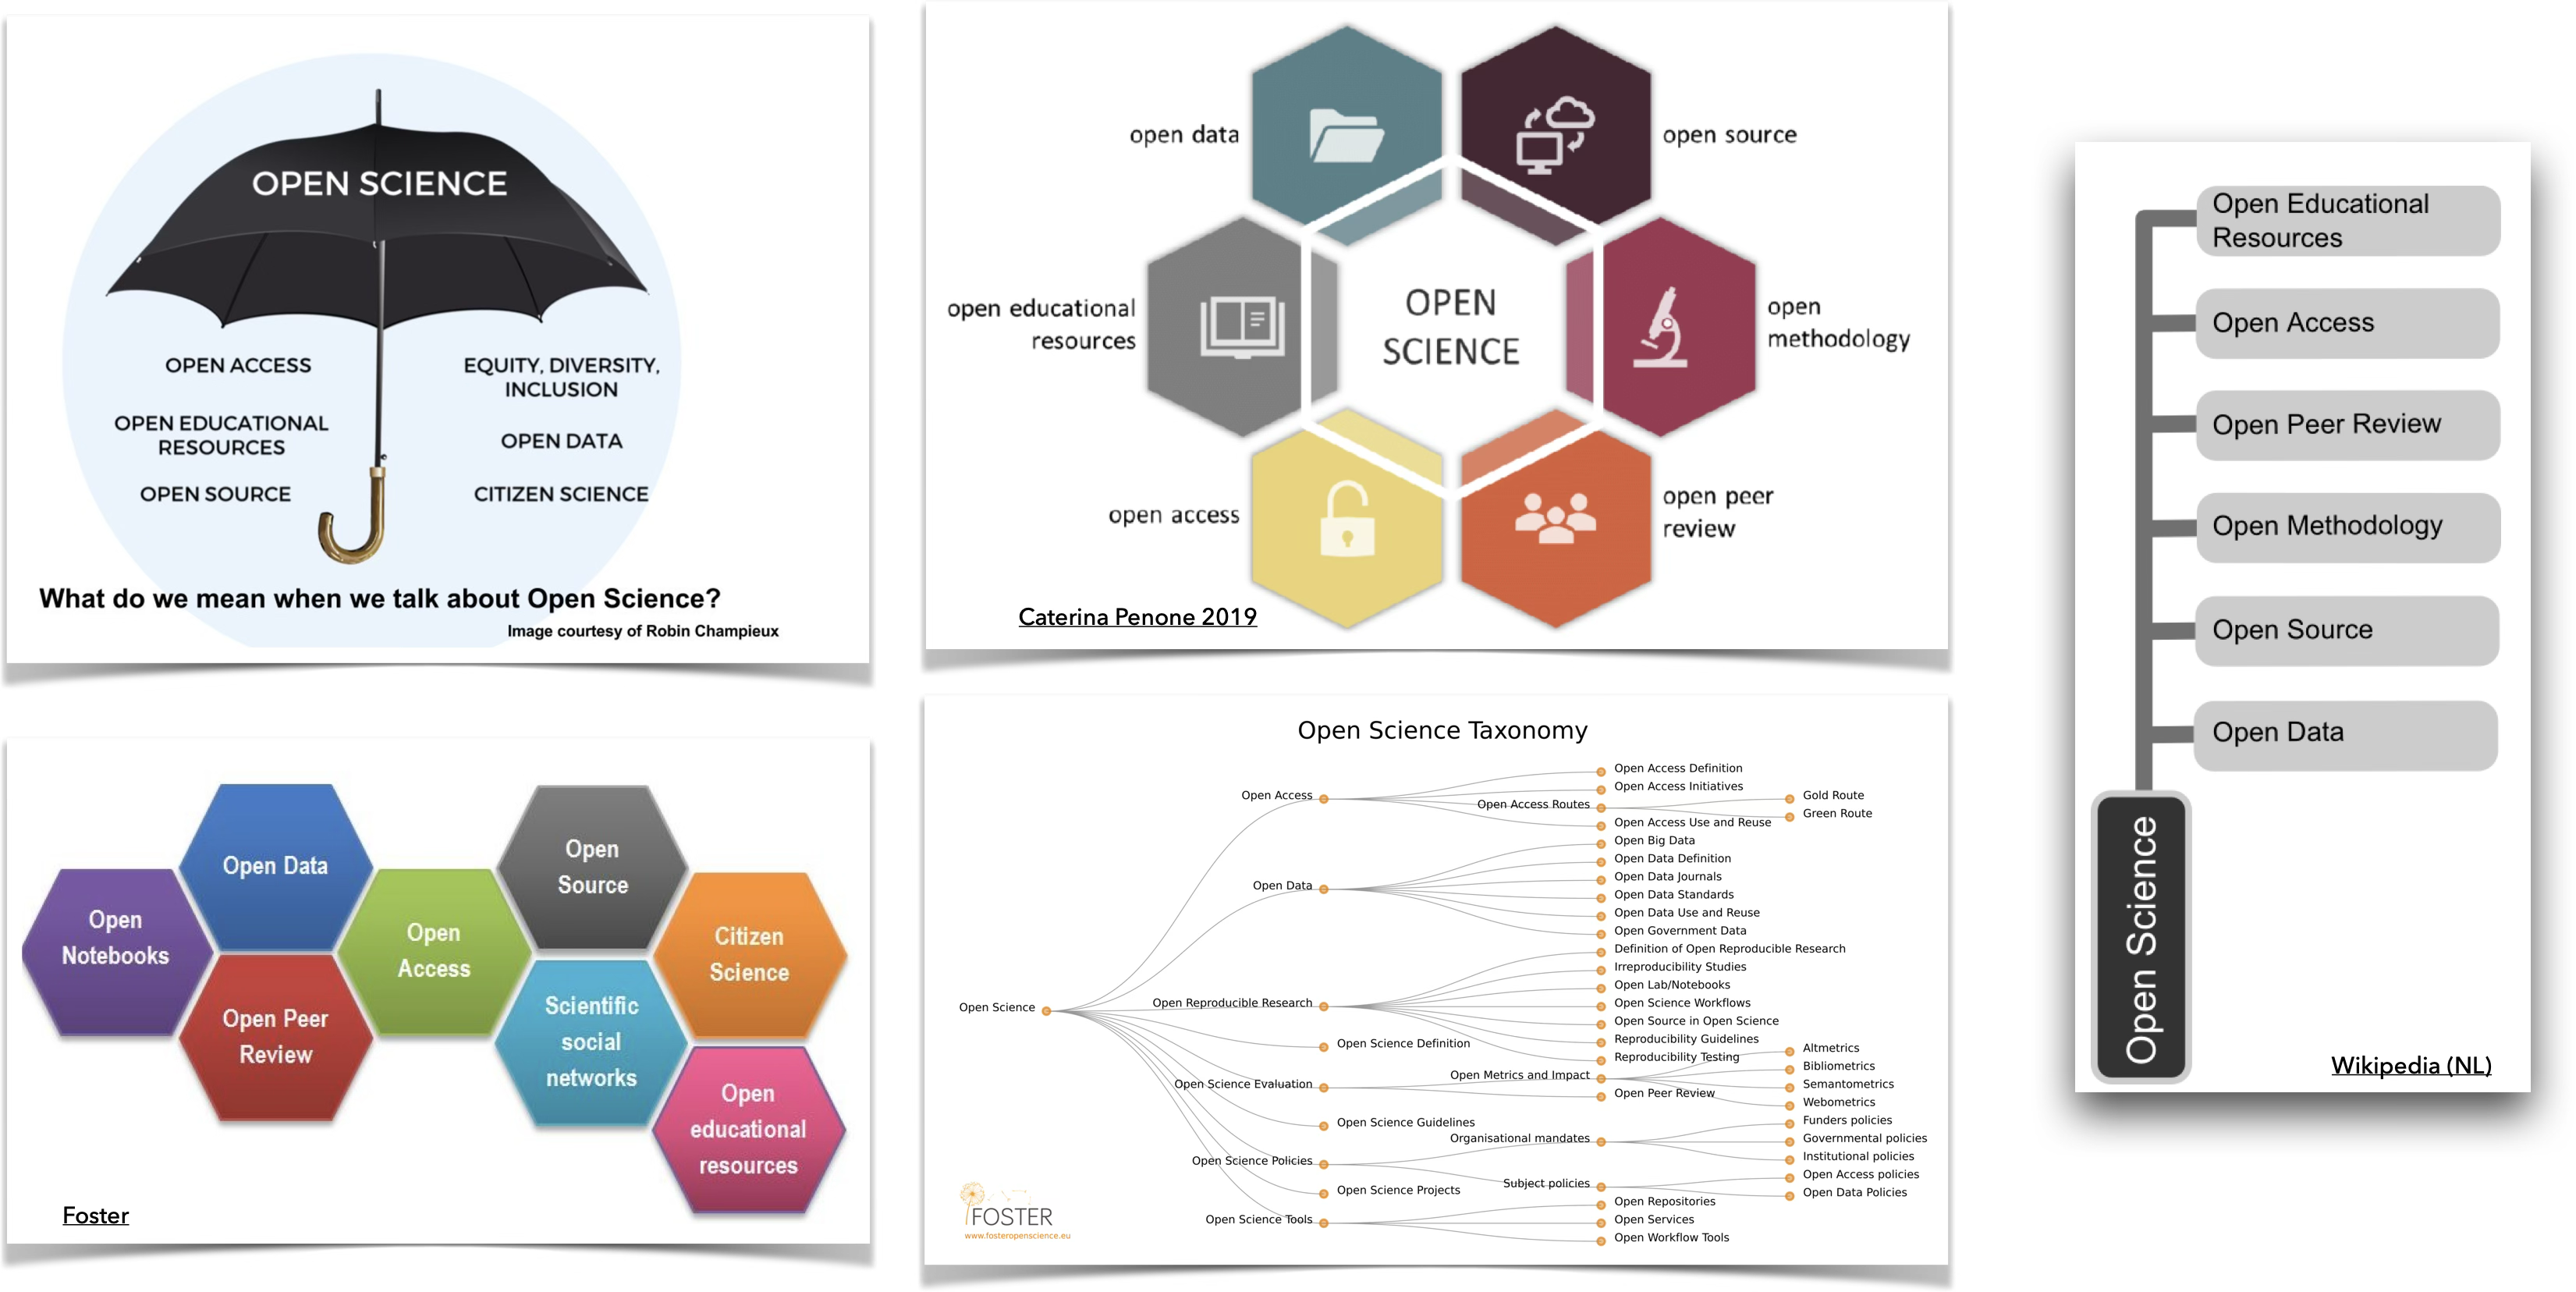 OPEN SCIENCE
OPEN ACCESS
OPEN EDUCATIONAL
RESOURCES
OPEN SOURCE
EQUITY, DIVERSITY,
INCLUSION
OPEN DATA
CITIZEN SCIENCE
What do we mean when we talk about Open Science?
Image courtesy of Robin Champieux
open data
open source
open educational
resources
OPEN
SCIENCE
open
methodology
open access
open peer
review
Caterina Penone 2019
Open Educational
Resources
Open Access
Open Peer Review
Open Methodology
Open Source
Open Data
Open Science
Wikipedia (NL)
Open
Notebooks
Open Data
Open Peer
Review
Open
Access
Open
Source
Scientific
social
networks
Citizen
Science
Open
educational
resources
Foster
Open Science Taxonomy
Open Science
Open Access
Open Access Definition
Open Access Initiatives
Open Access Routes
Gold Route
Green Route
Open Access Use and Reuse
Open Data
Open Big Data
Open Data Definition
Open Data Journals
Open Data Standards
Open Data Use and Reuse
Open Government Data
Open Reproducible Research
Definition of Open Reproducible Research
Irreproducibility Studies
Open Lab/Notebooks
Open Science Workflows
Open Source in Open Science
Reproducibility Guidelines
Reproducibility Testing
Open Science Definition
Open Science Evaluation
Open Metrics and Impact
Altmetrics
Bibliometrics
Semantometrics
Webometrics
Open Peer Review
Open Science Guidelines
Open Science Policies
Organisational mandates
Funders policies
Governmental policies
Institutional policies
Subject policies
Open Access policies
Open Data Policies
Open Science Projects
Open Science Tools
Open Repositories
Open Services
Open Workflow Tools
FOSTER
www.fosteropenscience.eu